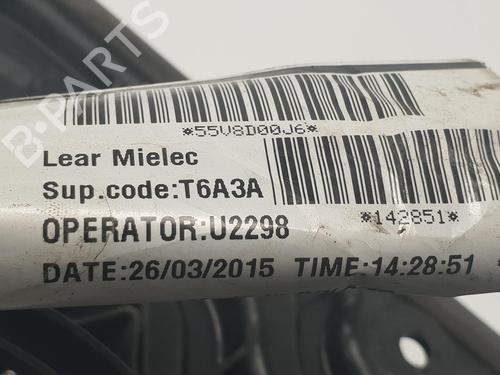 B-PARTS
*55V8D00J6*
Lear Mielec
Sup.code:T6A3A
*142851*
OPERATOR:U2298
DATE:26/03/2015 TIME:14:28:51